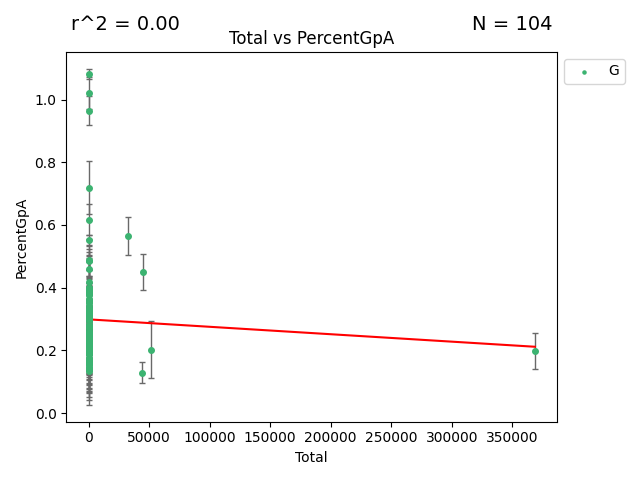 r^2 = 0.00
N = 104
Total vs PercentGpA
G
PercentGpA
1.0
0.8
0.6
0.4
0.2
0.0
0
50000
100000
150000
200000
250000
300000
350000
Total